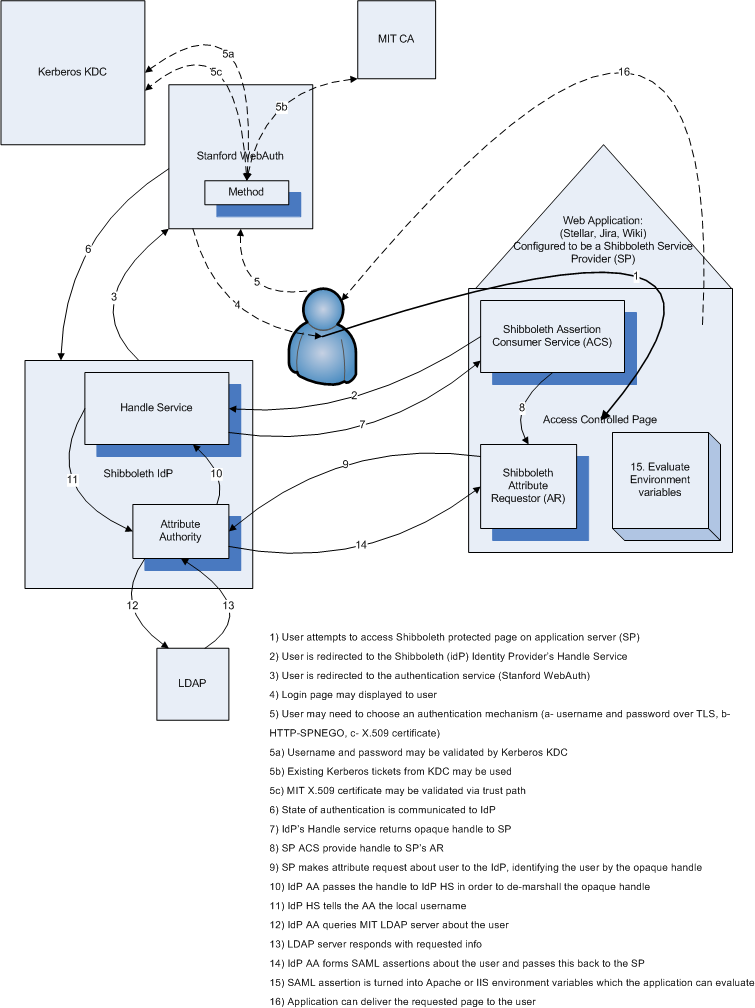 Kerberos KDC
MIT CA
5a
5c
5b
16
Stanford WebAuth
Method
6
3
5
4
Web Application:
(Stellar, Jira, Wiki)
Configured to be a Shibboleth Service
Provider (SP)
1
Shibboleth Assertion
Consumer Service (ACS)
2
7
8
Handle Service
Access Controlled Page
Shibboleth IdP
11
10
9
14
Shibboleth
Attribute
Requestor (AR)
15. Evaluate
Environment
variables
Attribute
Authority
12
13
LDAP
1) User attempts to access Shibboleth protected page on application server (SP)
2) User is redirected to the Shibboleth (idP) Identity Provider's Handle Service
3) User is redirected to the authentication service (Stanford WebAuth)
4) Login page may displayed to user
5) User may need to choose an authentication mechanism (a- username and password over TLS, b-
HTTP-SPNEGO, c- X.509 certificate)
5a) Username and password may be validated by Kerberos KDC
5b) Existing Kerberos tickets from KDC may be used
5c) MIT X.509 certificate may be validated via trust path
6) State of authentication is communicated to IdP
7) IdP's Handle service returns opaque handle to SP
8) SP ACS provide handle to SP's AR
9) SP makes attribute request about user to the IdP, identifying the user by the opaque handle
10) IdP AA passes the handle to IdP HS in order to de-marshall the opaque handle
11) IdP HS tells the AA the local username
12) IdP AA queries MIT LDAP server about the user
13) LDAP server responds with requested info
14) IdP AA forms SAML assertions about the user and passes this back to the SP
15) SAML assertion is turned into Apache or IIS environment variables which the application can evaluate
16) Application can deliver the requested page to the user